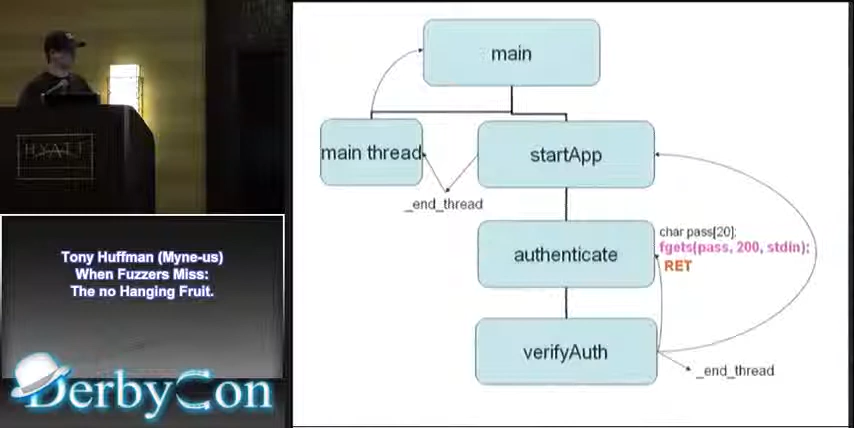 HYATT
Tony Huffman (Myne-us)
When Fuzzers Miss:
The no Hanging Fruit.
DerbyCon
main
main thread
startApp
_end_thread
authenticate
char pass[20];
fgets(pass, 200, stdin);
RET
verifyAuth
_end_thread